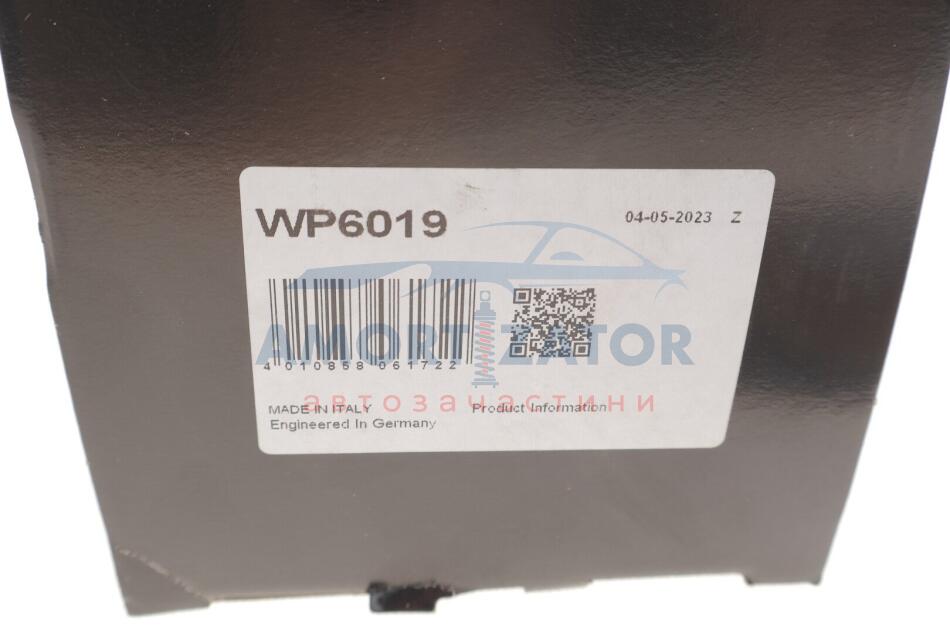 WP6019
04-05-2023 Z
AMORTIZATOR
4 010858 061722
автозапчастини
MADE IN ITALY
Product Information
Engineered In Germany